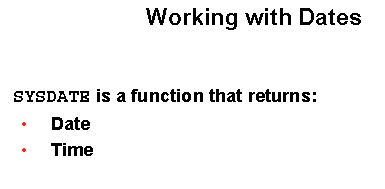 Working with Dates
SYSDATE is a function that returns:
• Date
• Time